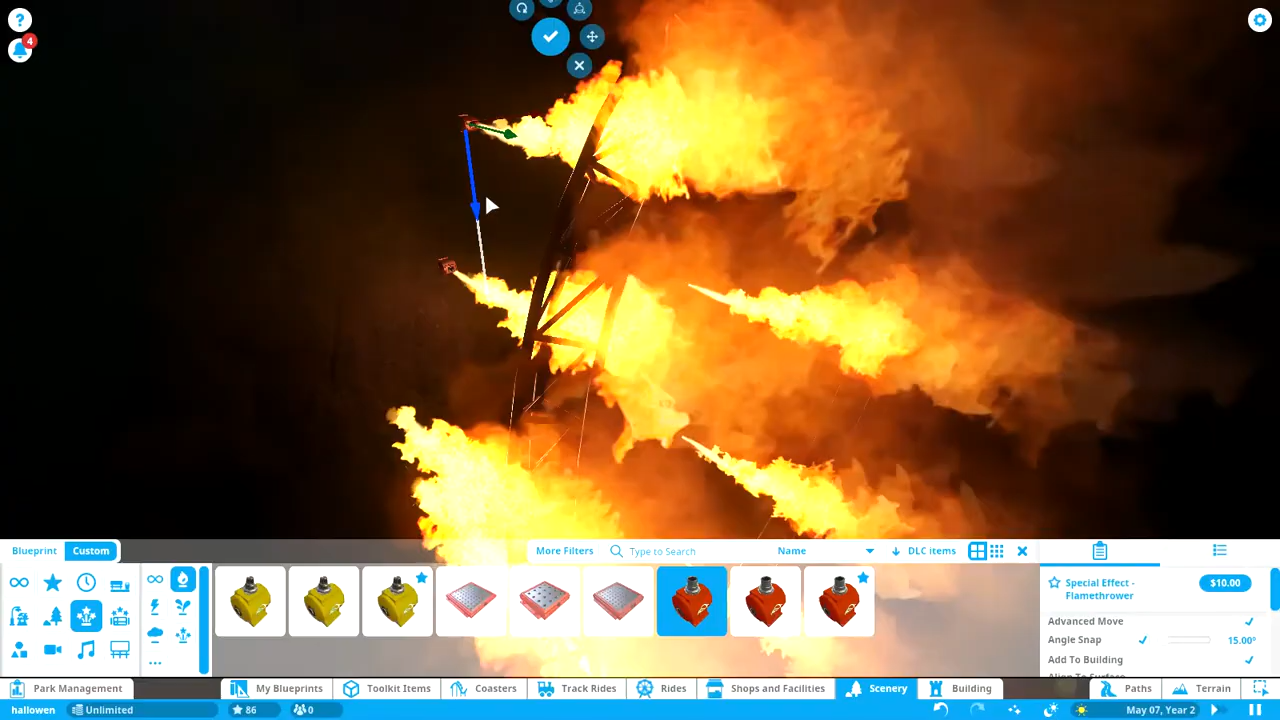 ?
4
Blueprint
Custom
More Filters
Type to Search
Name
DLC items
Special Effect -
Flamethrower
$10.00
Advanced Move
Angle Snap
15.00°
Add To Building
Park Management
My Blueprints
Toolkit Items
Coasters
Track Rides
Rides
Shops and Facilities
Scenery
Building
Paths
Terrain
hallowen
Unlimited
86
0
May 07, Year 2